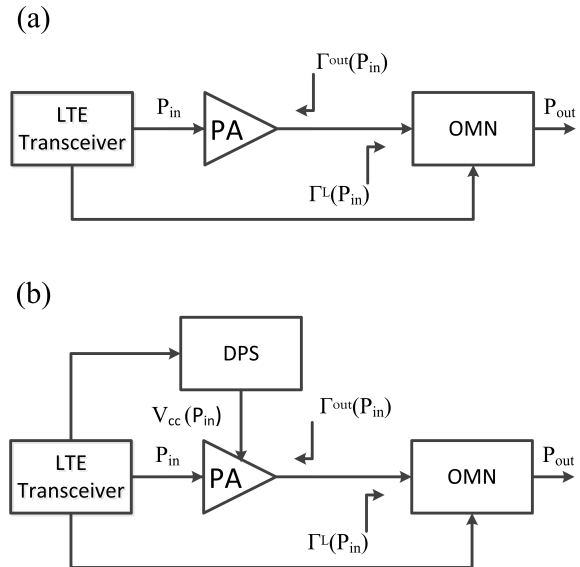 (a)
Γout(Pin)
LTE
Transceiver
Pin
PA
OMN
Pout
ΓL(Pin)
(b)
DPS
Vcc(Pin)
Γout(Pin)
LTE
Transceiver
Pin
PA
OMN
Pout
ΓL(Pin)